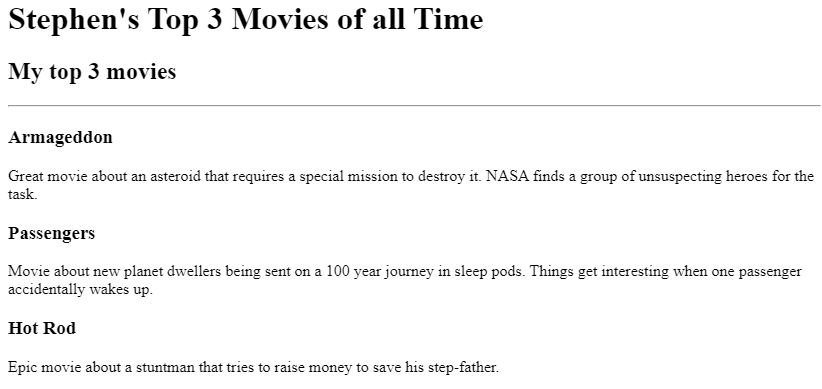 Stephen's Top 3 Movies of all Time
My top 3 movies
Armageddon
Great movie about an asteroid that requires a special mission to destroy it. NASA finds a group of unsuspecting heroes for the
task.
Passengers
Movie about new planet dwellers being sent on a 100 year journey in sleep pods. Things get interesting when one passenger
accidentally wakes up.
Hot Rod
Epic movie about a stuntman that tries to raise money to save his step-father.